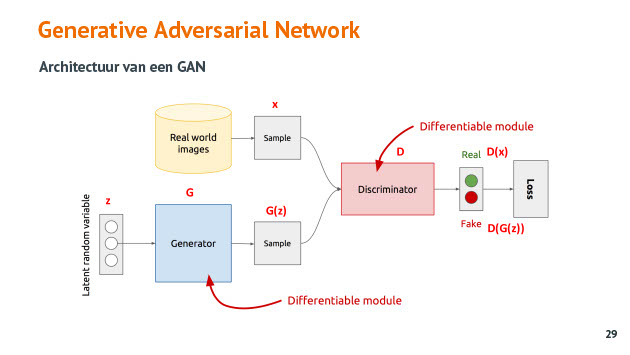 Generative Adversarial Network
Architectuur van een GAN
x
Real world
images
Sample
Differentiable module
D
Real
D(x)
Discriminator
Loss
Fake
D(G(z))
Latent random variable
z
G
Generator
G(z)
Sample
Differentiable module
29